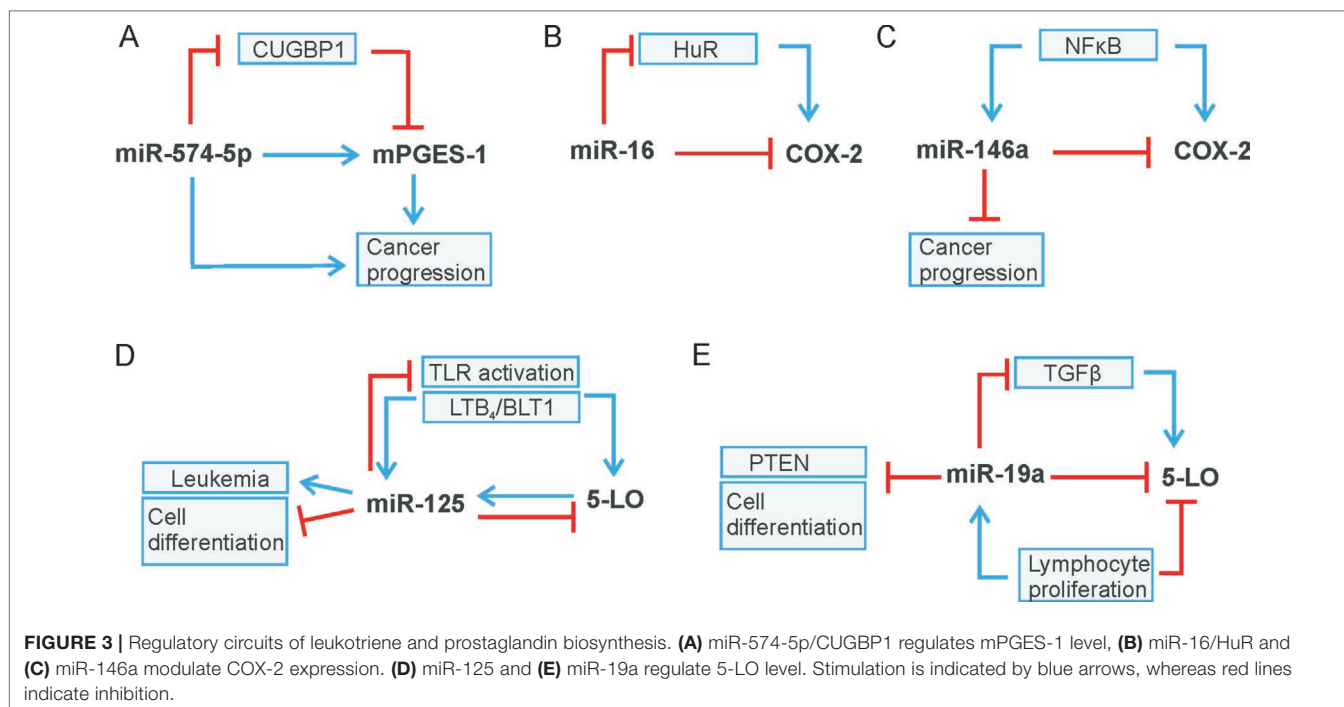 A
CUGBP1
miR-574-5p
mPGES-1
Cancer
progression
B
HuR
miR-16
COX-2
C
NFκB
miR-146a
COX-2
Cancer
progression
D
TLR activation
LTB₄/BLT1
Leukemia
Cell
differentiation
miR-125
5-LO
E
TGFβ
PTEN
Cell
differentiation
miR-19a
5-LO
Lymphocyte
proliferation
FIGURE 3 | Regulatory circuits of leukotriene and prostaglandin biosynthesis. (A) miR-574-5p/CUGBP1 regulates mPGES-1 level, (B) miR-16/HuR and
(C) miR-146a modulate COX-2 expression. (D) miR-125 and (E) miR-19a regulate 5-LO level. Stimulation is indicated by blue arrows, whereas red lines
indicate inhibition.